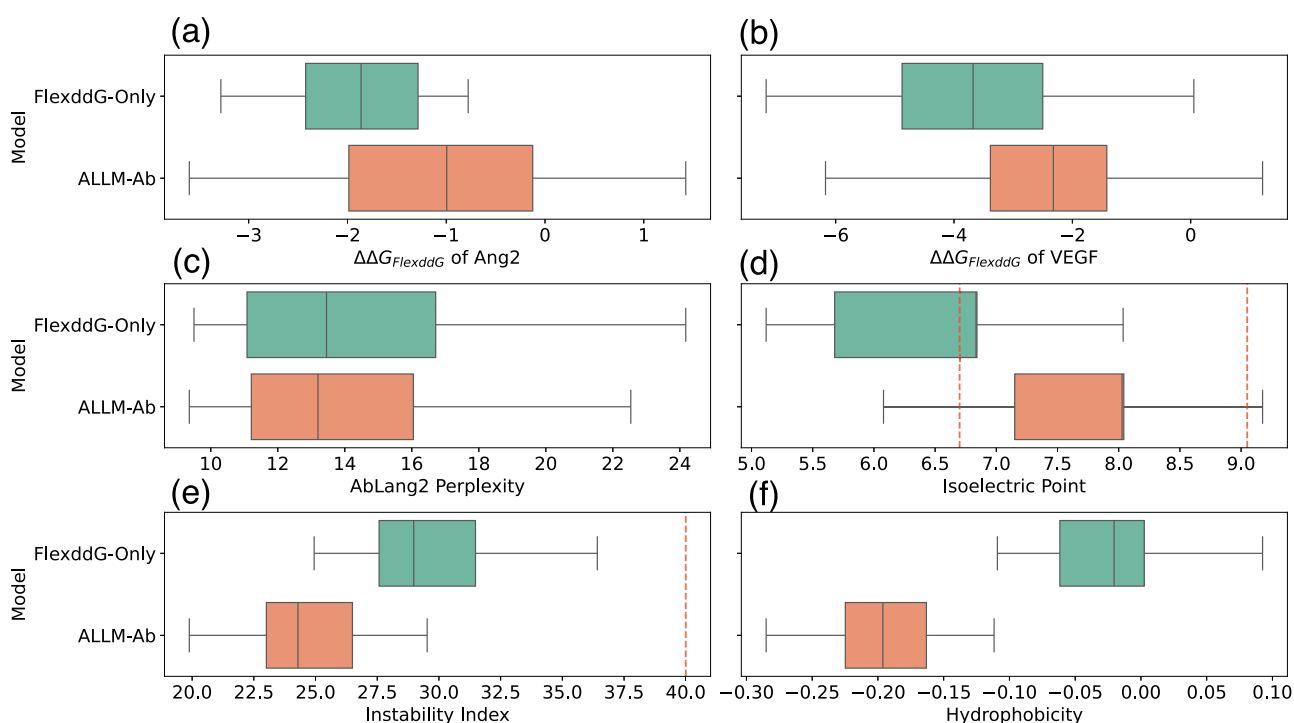 (a)
Model
FlexddG-Only
ALLM-Ab
−3 −2 −1 0 1
ΔΔG_FlexddG of Ang2
(b)
−6 −4 −2 0
ΔΔG_FlexddG of VEGF
(c)
Model
FlexddG-Only
ALLM-Ab
10 12 14 16 18 20 22 24
AbLang2 Perplexity
(d)
5.0 5.5 6.0 6.5 7.0 7.5 8.0 8.5 9.0
Isoelectric Point
(e)
Model
FlexddG-Only
ALLM-Ab
20.0 22.5 25.0 27.5 30.0 32.5 35.0 37.5 40.0
Instability Index
(f)
−0.30 −0.25 −0.20 −0.15 −0.10 −0.05 0.00 0.05 0.10
Hydrophobicity